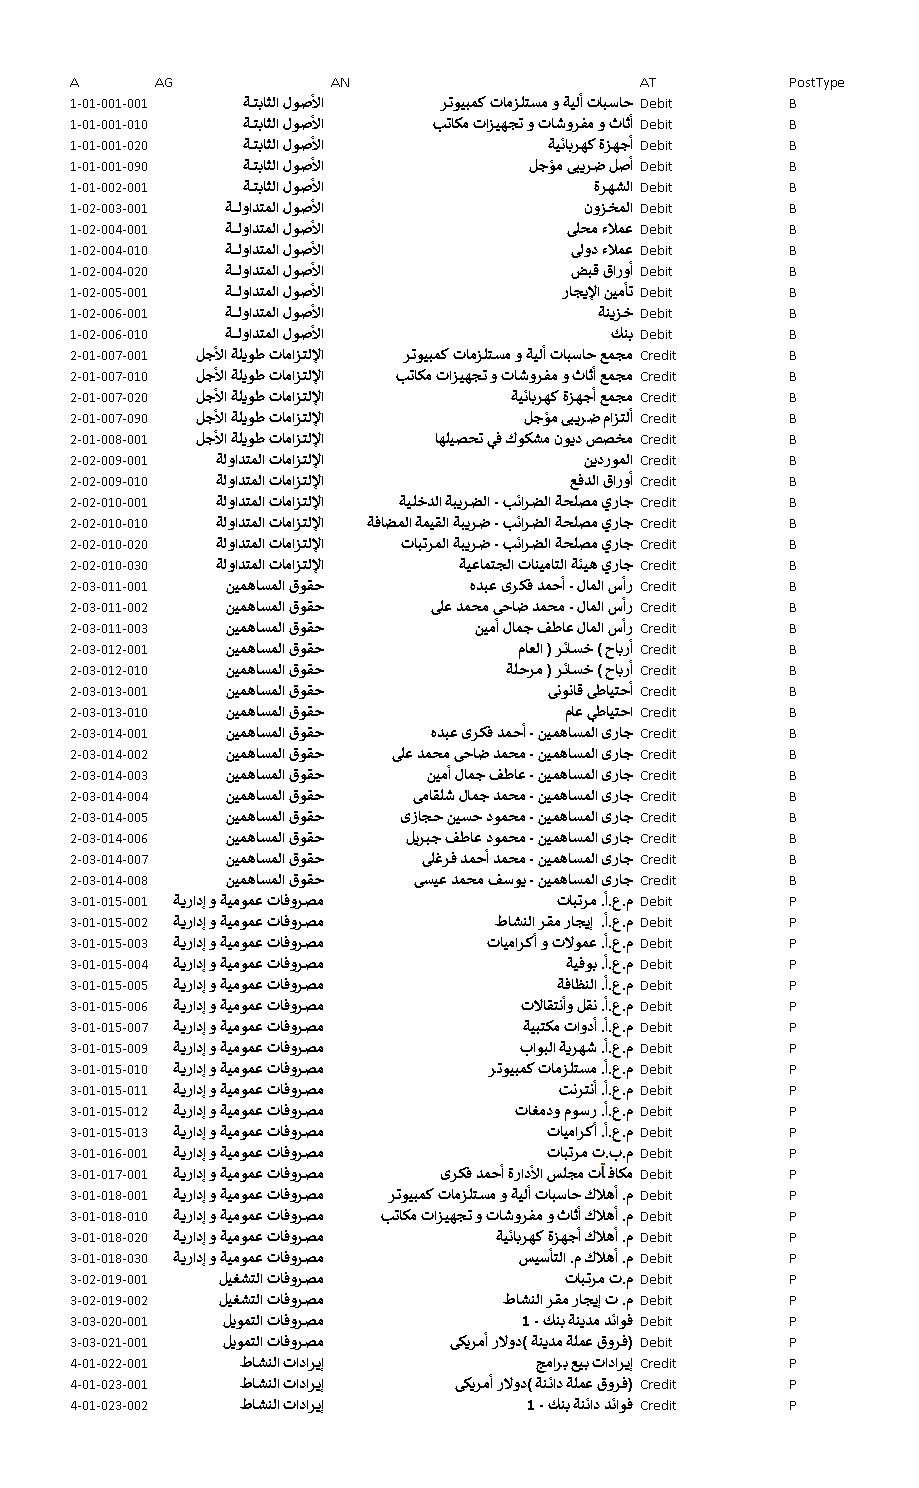 A AG AN AT PostType
1-01-001-001 الأصول الثابتـة حاسبات ألية و مستلزمات كمبيوتر Debit B
1-01-001-010 الأصول الثابتـة أثاث و مفروشات و تجهيزات مكاتب Debit B
1-01-001-020 الأصول الثابتـة أجهزة كهربائية Debit B
1-01-001-090 الأصول الثابتـة أصل ضريبى مؤجل Debit B
1-01-002-001 الأصول الثابتـة الشهرة Debit B
1-02-003-001 الأصول المتداولـة المخزون Debit B
1-02-004-001 الأصول المتداولـة عملاء محلى Debit B
1-02-004-010 الأصول المتداولـة عملاء دولى Debit B
1-02-004-020 الأصول المتداولـة أوراق قبض Debit B
1-02-005-001 الأصول المتداولـة تأمين الإيجار Debit B
1-02-006-001 الأصول المتداولـة خزينة Debit B
1-02-006-010 الأصول المتداولـة بنك Debit B
2-01-007-001 الإلتزامات طويلة الأجل مجمع حاسبات ألية و مستلزمات كمبيوتر Credit B
2-01-007-010 الإلتزامات طويلة الأجل مجمع أثاث و مفروشات و تجهيزات مكاتب Credit B
2-01-007-020 الإلتزامات طويلة الأجل مجمع أجهزة كهربائية Credit B
2-01-007-090 الإلتزامات طويلة الأجل ألتزام ضريبى مؤجل Credit B
2-01-008-001 الإلتزامات طويلة الأجل مخصص ديون مشكوك في تحصيلها Credit B
2-02-009-001 الإلتزامات المتداولة الموردين Credit B
2-02-009-010 الإلتزامات المتداولة أوراق الدفع Credit B
2-02-010-001 الإلتزامات المتداولة جاري مصلحة الضرائب - الضريبة الدخلية Credit B
2-02-010-010 الإلتزامات المتداولة جاري مصلحة الضرائب - ضريبة القيمة المضافة Credit B
2-02-010-020 الإلتزامات المتداولة جاري مصلحة الضرائب - ضريبة المرتبات Credit B
2-02-010-030 الإلتزامات المتداولة جاري هيئة التامينات الجتماعية Credit B
2-03-011-001 حقوق المساهمين رأس المال - أحمد فكرى عبده Credit B
2-03-011-002 حقوق المساهمين رأس المال - محمد ضاحى محمد على Credit B
2-03-011-003 حقوق المساهمين رأس المال عاطف جمال أمين Credit B
2-03-012-001 حقوق المساهمين أرباح ) خسائر ( العام Credit B
2-03-012-010 حقوق المساهمين أرباح ) خسائر ( مرحلة Credit B
2-03-013-001 حقوق المساهمين أحتياطى قانونى Credit B
2-03-013-010 حقوق المساهمين احتياطي عام Credit B
2-03-014-001 حقوق المساهمين جارى المساهمين - أحمد فكرى عبده Credit B
2-03-014-002 حقوق المساهمين جارى المساهمين - محمد ضاحى محمد على Credit B
2-03-014-003 حقوق المساهمين جارى المساهمين - عاطف جمال أمين Credit B
2-03-014-004 حقوق المساهمين جارى المساهمين - محمد جمال شلقامى Credit B
2-03-014-005 حقوق المساهمين جارى المساهمين - محمود حسين حجازى Credit B
2-03-014-006 حقوق المساهمين جارى المساهمين - محمود عاطف جبريل Credit B
2-03-014-007 حقوق المساهمين جارى المساهمين - محمد أحمد فرغلى Credit B
2-03-014-008 حقوق المساهمين جارى المساهمين - يوسف محمد عيسى Credit B
3-01-015-001 مصروفات عمومية و إدارية م.ع.أ. مرتبات Debit P
3-01-015-002 مصروفات عمومية و إدارية م.ع.أ. إيجار مقر النشاط Debit P
3-01-015-003 مصروفات عمومية و إدارية م.ع.أ. عمولات و أكراميات Debit P
3-01-015-004 مصروفات عمومية و إدارية م.ع.أ. بوفية Debit P
3-01-015-005 مصروفات عمومية و إدارية م.ع.أ. النظافة Debit P
3-01-015-006 مصروفات عمومية و إدارية م.ع.أ. نقل وأنتقالات Debit P
3-01-015-007 مصروفات عمومية و إدارية م.ع.أ. أدوات مكتبية Debit P
3-01-015-009 مصروفات عمومية و إدارية م.ع.أ. شهرية البواب Debit P
3-01-015-010 مصروفات عمومية و إدارية م.ع.أ. مستلزمات كمبيوتر Debit P
3-01-015-011 مصروفات عمومية و إدارية م.ع.أ. أنترنت Debit P
3-01-015-012 مصروفات عمومية و إدارية م.ع.أ. رسوم ودمغات Debit P
3-01-015-013 مصروفات عمومية و إدارية م.ع.أ. أكراميات Debit P
3-01-016-001 مصروفات عمومية و إدارية م.ب.ت مرتبات Debit P
3-01-017-001 مصروفات عمومية و إدارية مكافآت مجلس الأدارة أحمد فكرى Debit P
3-01-018-001 مصروفات عمومية و إدارية م. أهلاك حاسبات ألية و مستلزمات كمبيوتر Debit P
3-01-018-010 مصروفات عمومية و إدارية م. أهلاك أثاث و مفروشات و تجهيزات مكاتب Debit P
3-01-018-020 مصروفات عمومية و إدارية م. أهلاك أجهزة كهربائية Debit P
3-01-018-030 مصروفات عمومية و إدارية م. أهلاك م. التأسيس Debit P
3-02-019-001 مصروفات التشغيل م.ت مرتبات Debit P
3-02-019-002 مصروفات التشغيل م. ت إيجار مقر النشاط Debit P
3-03-020-001 مصروفات التمويل فوائد مدينة بنك - 1 Debit P
3-03-021-001 مصروفات التمويل (فروق عملة مدينة )دولار أمريكى Debit P
4-01-022-001 إيرادات النشاط إيرادات بيع برامج Credit P
4-01-023-001 إيرادات النشاط (فروق عملة دائنة )دولار أمريكى Credit P
4-01-023-002 إيرادات النشاط فوائد دائنة بنك - 1 Credit P